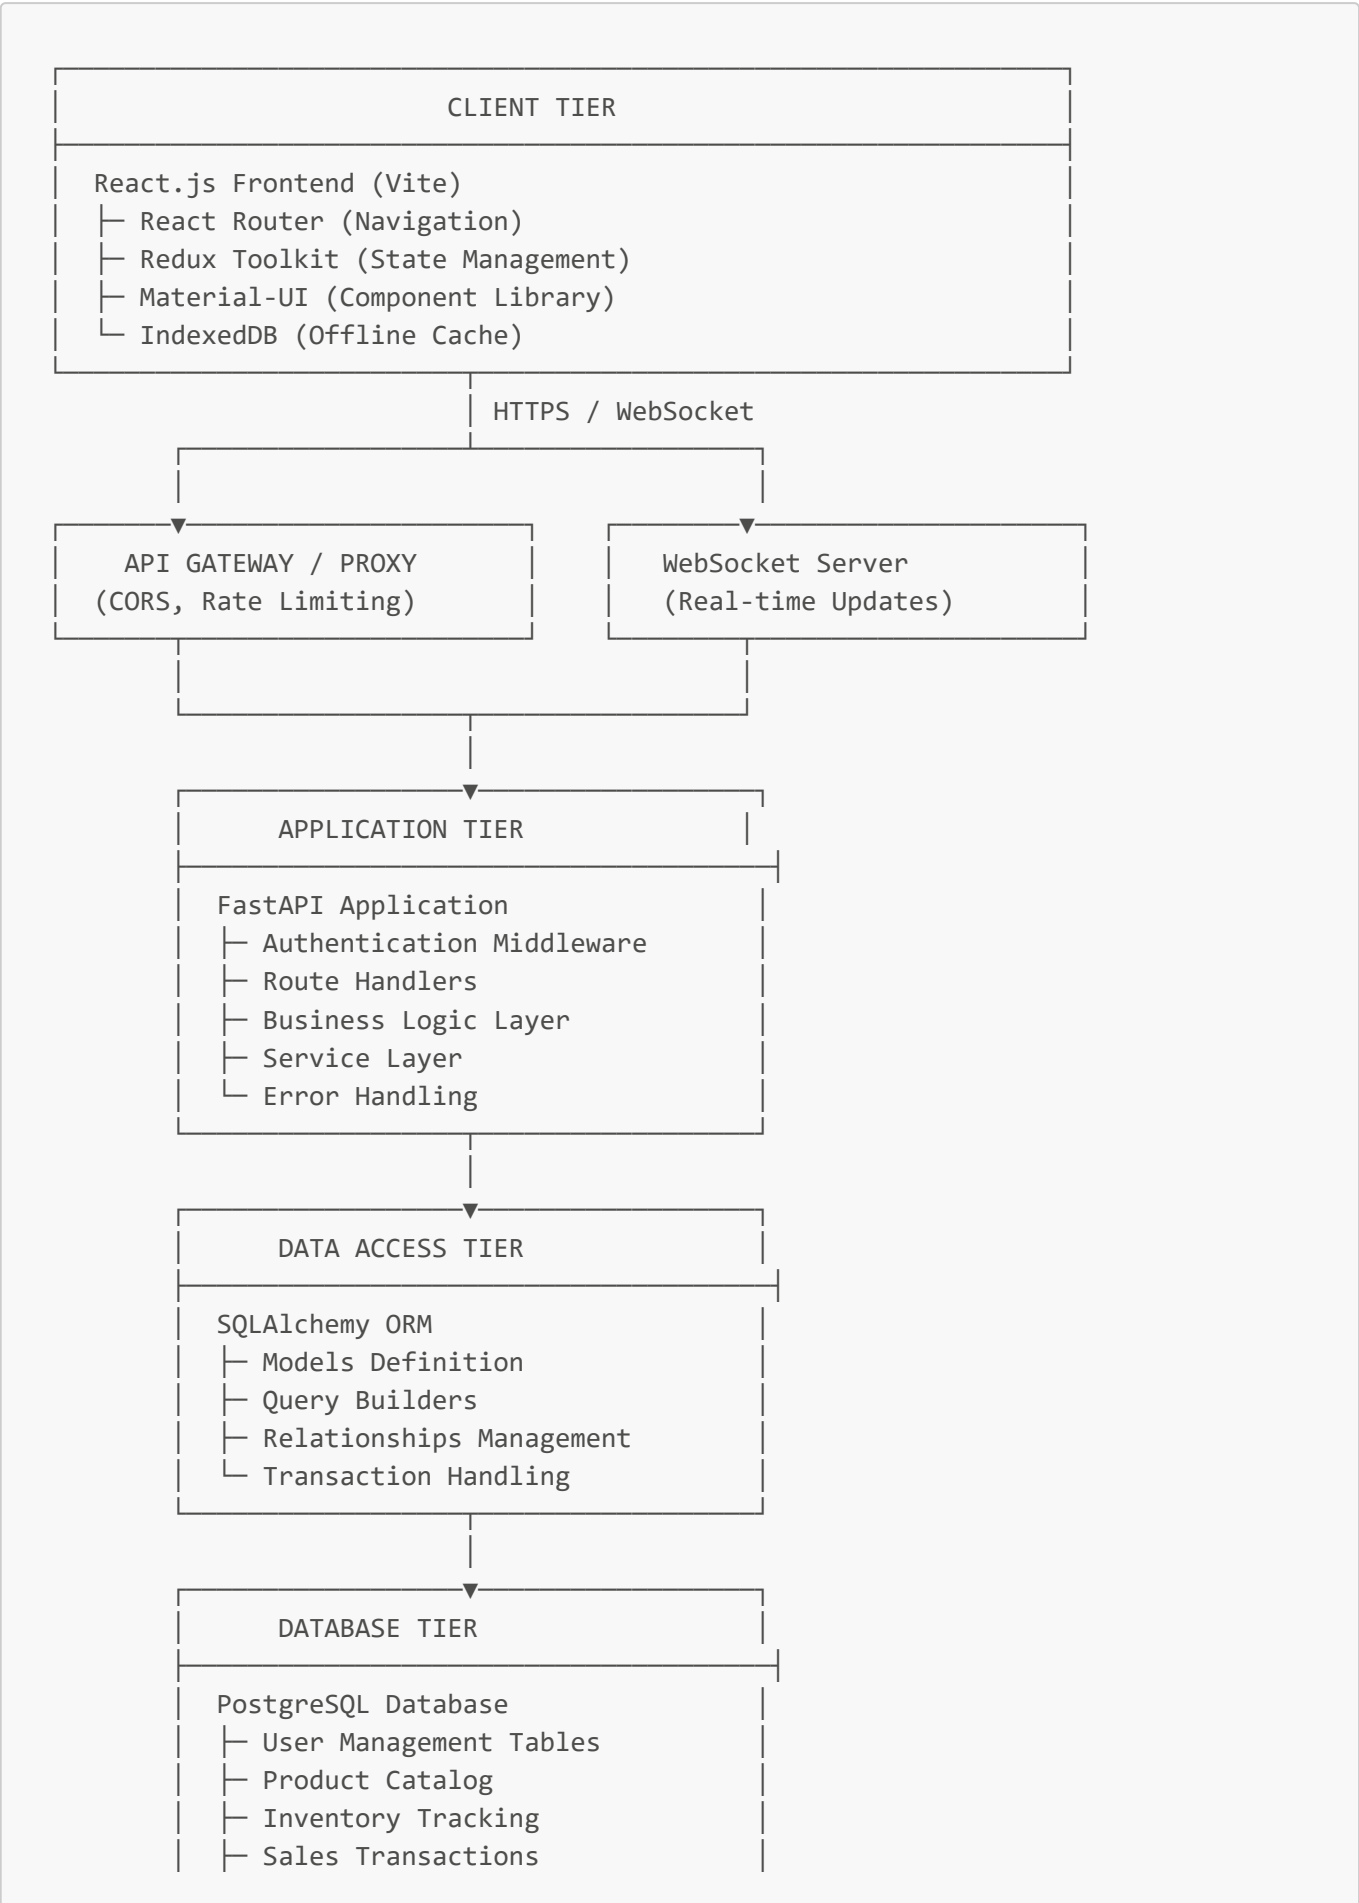 CLIENT TIER
React.js Frontend (Vite)
├─ React Router (Navigation)
├─ Redux Toolkit (State Management)
├─ Material-UI (Component Library)
└─ IndexedDB (Offline Cache)
HTTPS / WebSocket
API GATEWAY / PROXY
(CORS, Rate Limiting)
WebSocket Server
(Real-time Updates)
APPLICATION TIER
FastAPI Application
├─ Authentication Middleware
├─ Route Handlers
├─ Business Logic Layer
├─ Service Layer
└─ Error Handling
DATA ACCESS TIER
SQLAlchemy ORM
├─ Models Definition
├─ Query Builders
├─ Relationships Management
└─ Transaction Handling
DATABASE TIER
PostgreSQL Database
├─ User Management Tables
├─ Product Catalog
├─ Inventory Tracking
├─ Sales Transactions